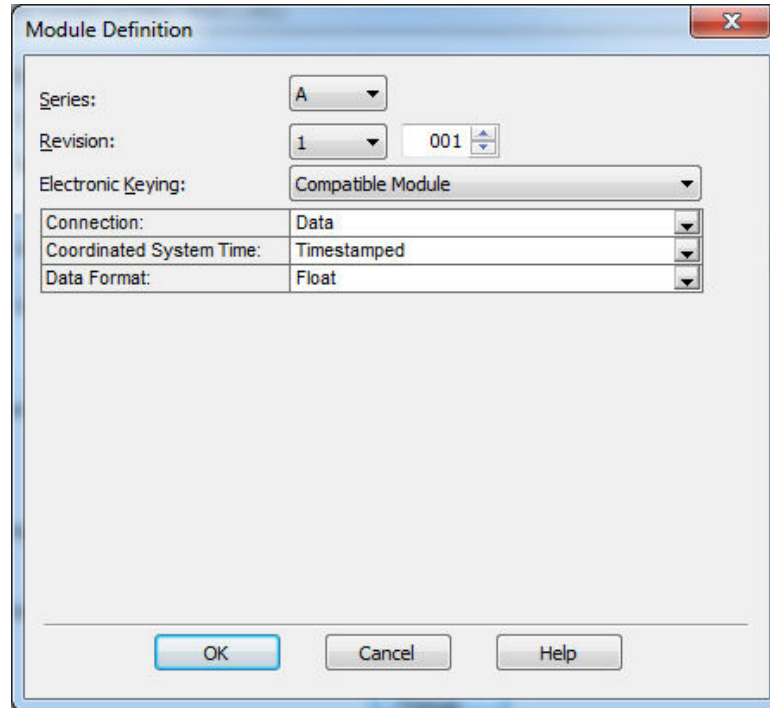 Module Definition
X
Series: A
Revision: 1 001
Electronic Keying: Compatible Module
Connection: Data
Coordinated System Time: Timestamped
Data Format: Float
OK Cancel Help